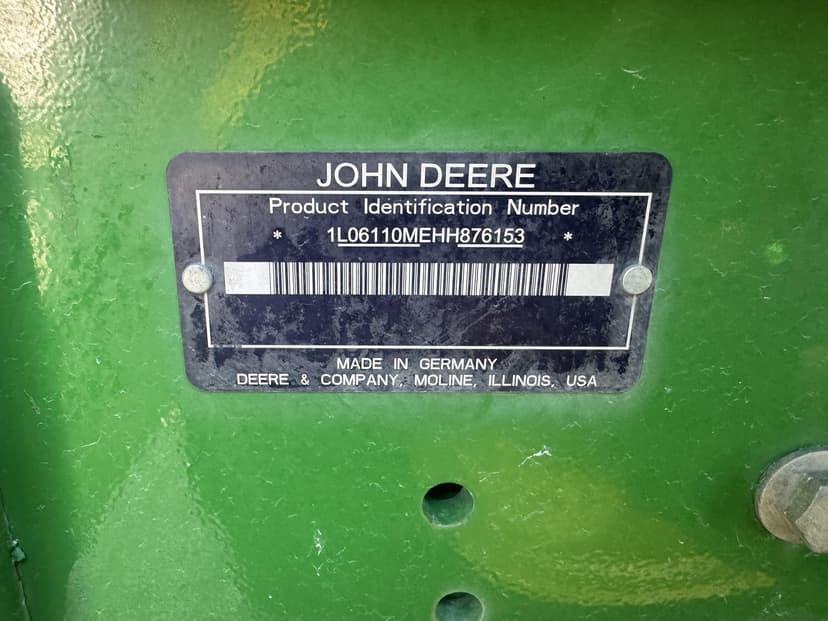 JOHN DEERE
Product Identification Number
* 1L06110MEHH876153 *
MADE IN GERMANY
DEERE & COMPANY, MOLINE, ILLINOIS, USA